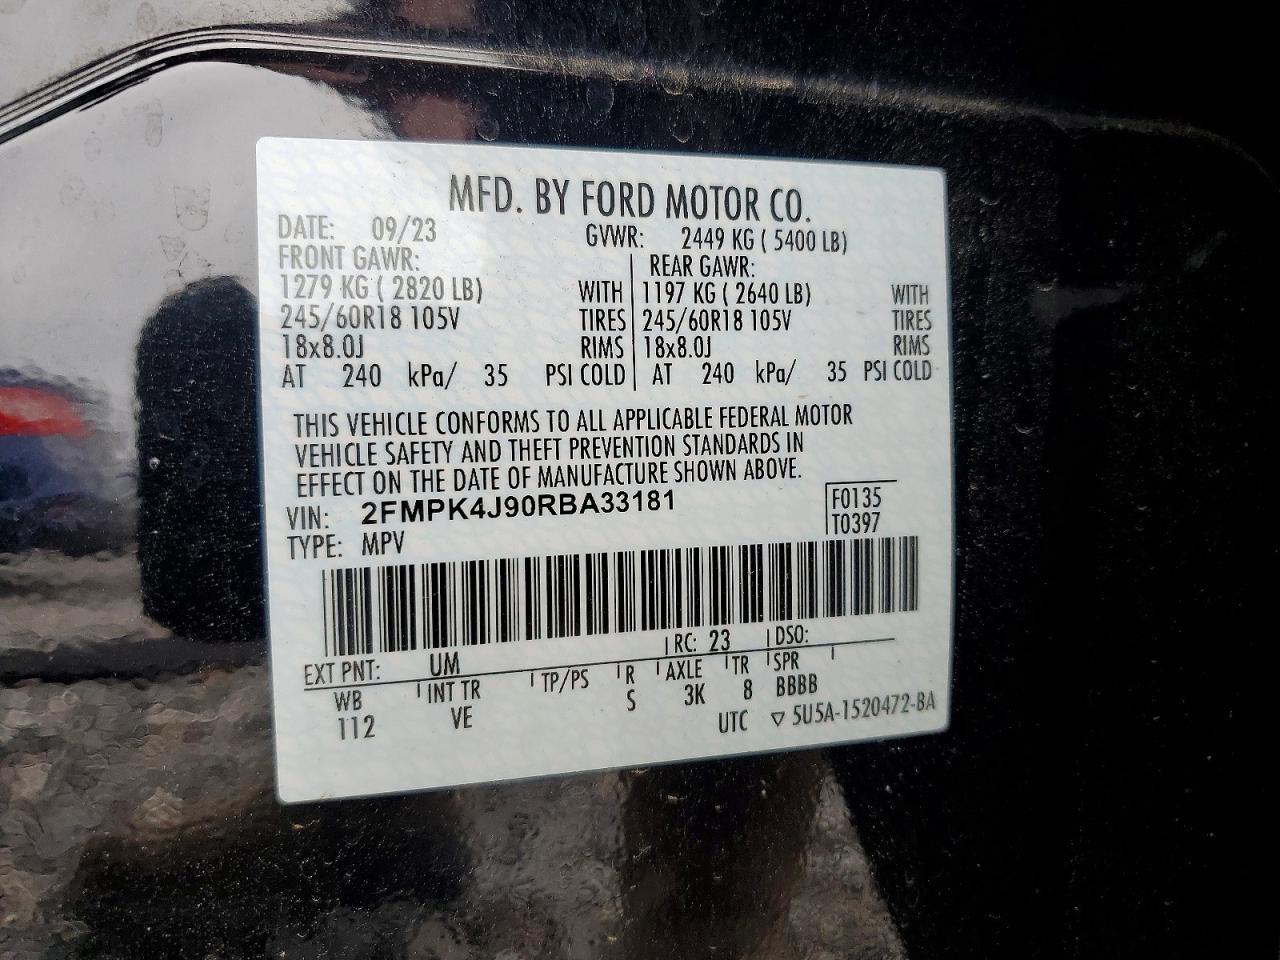 MFD. BY FORD MOTOR CO.
DATE: 09/23 GVWR: 2449 KG ( 5400 LB)
FRONT GAWR: REAR GAWR:
1279 KG ( 2820 LB) WITH 1197 KG ( 2640 LB) WITH
245/60R18 105V TIRES 245/60R18 105V TIRES
18x8.0J RIMS 18x8.0J RIMS
AT 240 kPa/ 35 PSI COLD AT 240 kPa/ 35 PSI COLD
THIS VEHICLE CONFORMS TO ALL APPLICABLE FEDERAL MOTOR
VEHICLE SAFETY AND THEFT PREVENTION STANDARDS IN
EFFECT ON THE DATE OF MANUFACTURE SHOWN ABOVE.
VIN: 2FMPK4J90RBA33181 F0135
TYPE: MPV T0397
EXT PNT: UM RC: 23 DSO:
WB INT TR TP/PS R AXLE TR SPR
112 VE S 3K 8 BBBB
UTC ▽ 5U5A-1520472-BA